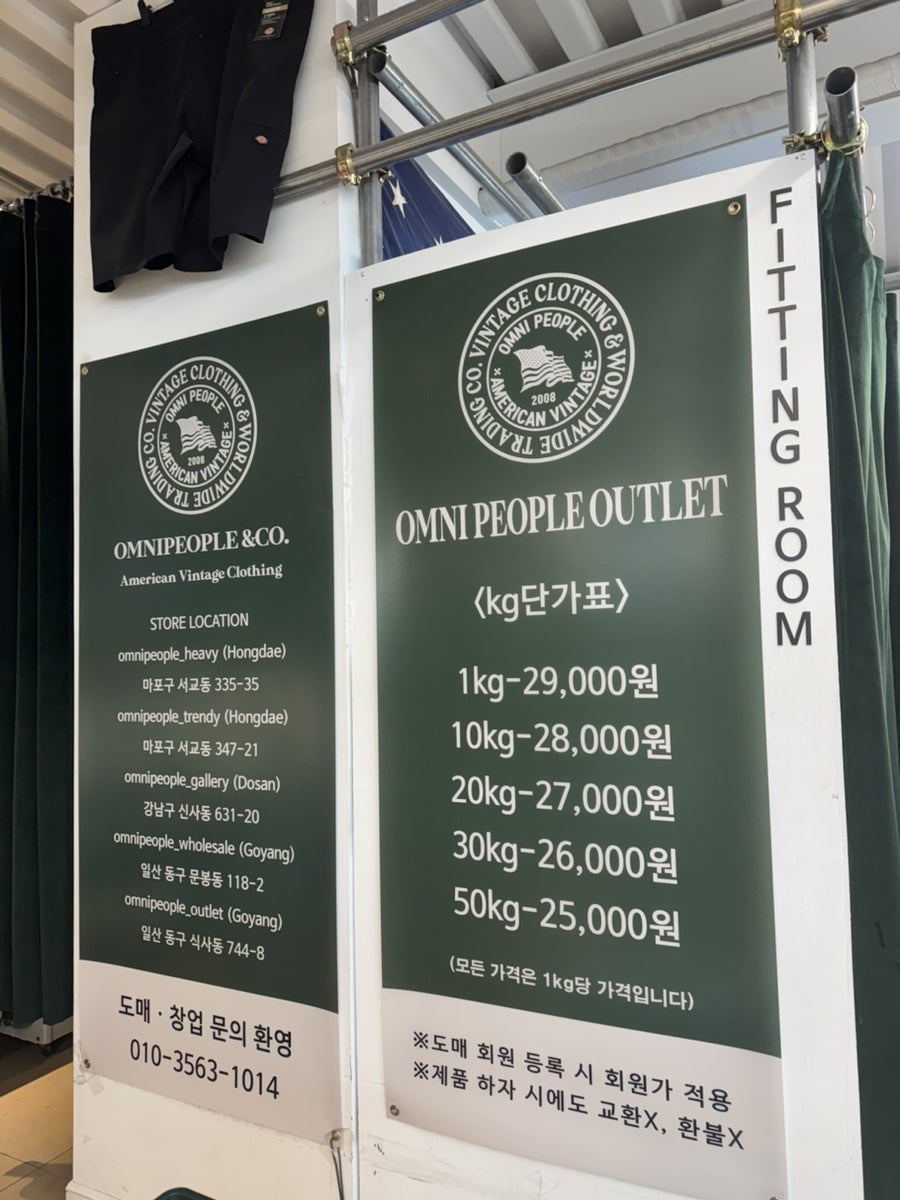 VINTAGE CLOTHING & WORLDWIDE TRADING CO.
OMNI PEOPLE
2008
× AMERICAN VINTAGE ×
OMNIPEOPLE &CO.
American Vintage Clothing
STORE LOCATION
omnipeople_heavy (Hongdae)
마포구 서교동 335-35
omnipeople_trendy (Hongdae)
마포구 서교동 347-21
omnipeople_gallery (Dosan)
강남구 신사동 631-20
omnipeople_wholesale (Goyang)
일산 동구 문봉동 118-2
omnipeople_outlet (Goyang)
일산 동구 식사동 744-8
도매 · 창업 문의 환영
010-3563-1014
VINTAGE CLOTHING & WORLDWIDE TRADING CO.
OMNI PEOPLE
2008
× AMERICAN VINTAGE ×
OMNI PEOPLE OUTLET
<kg단가표>
1kg-29,000원
10kg-28,000원
20kg-27,000원
30kg-26,000원
50kg-25,000원
(모든 가격은 1kg당 가격입니다)
※도매 회원 등록 시 회원가 적용
※제품 하자 시에도 교환X, 환불X
FITTING ROOM